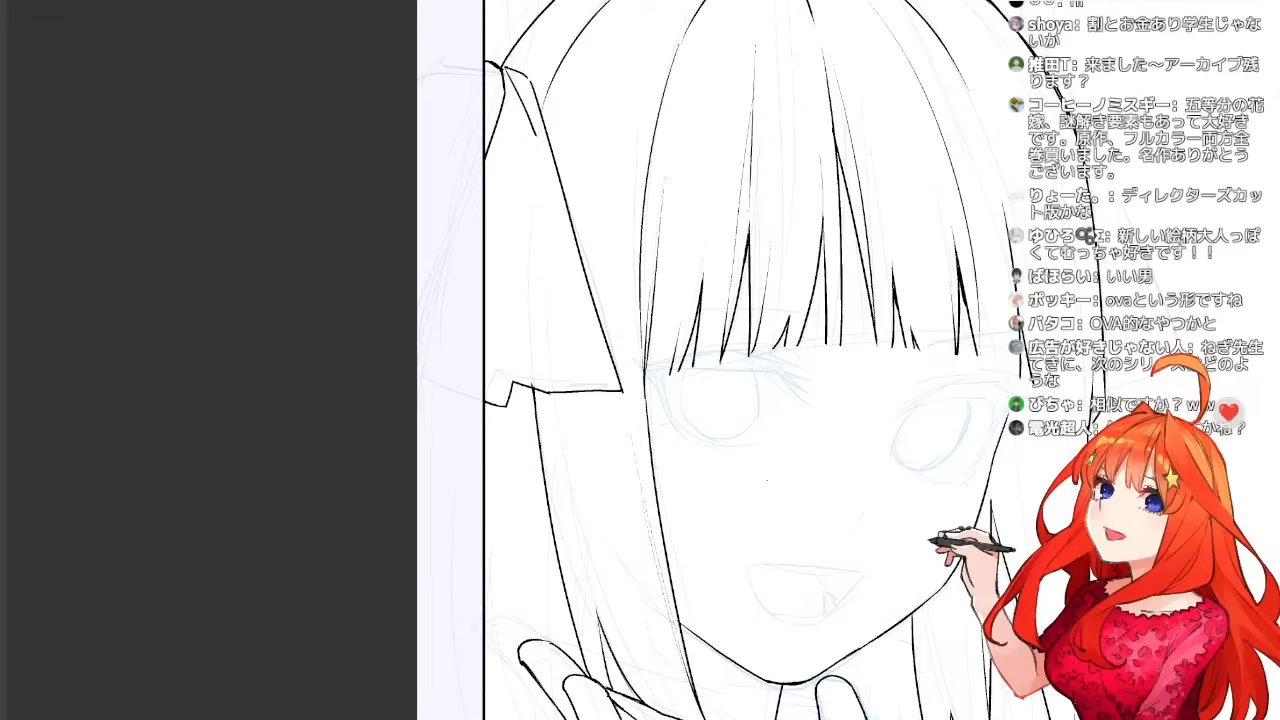 shoya: 割とお金あり学生じゃな
いか
推田T: 来ました〜アーカイブ残
ります？
コーヒーノミスギー: 五等分の花
嫁、謎解き要素もあって大好き
です。原作、フルカラー両方全
巻買いました。名作ありがとう
ございます。
りょーた。: ディレクターズカッ
ト版かな
ゆひろ: 新しい絵柄大人っぽ
くてむっちゃ好きです！！
ぱほらい: いい男
ポッキー: ovaという形ですね
パタコ: OVA的なやつかと
広告が好きじゃない人: ねぎ先生
てきに、次のシリ
うな
ぴちゃ: 相似ですか？ww
電光超人: